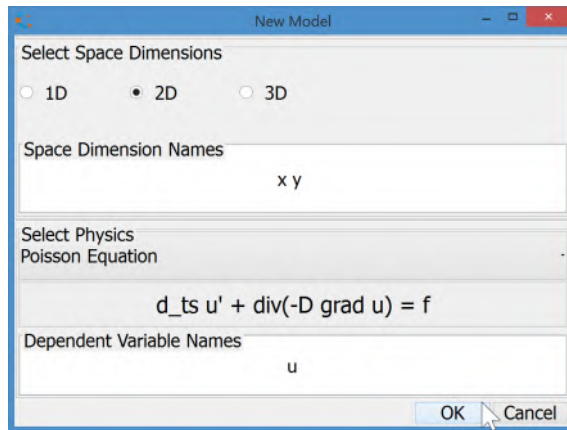 New Model
Select Space Dimensions
1D 2D 3D
Space Dimension Names
x y
Select Physics
Poisson Equation
d_ts u' + div(-D grad u) = f
Dependent Variable Names
u
OK Cancel